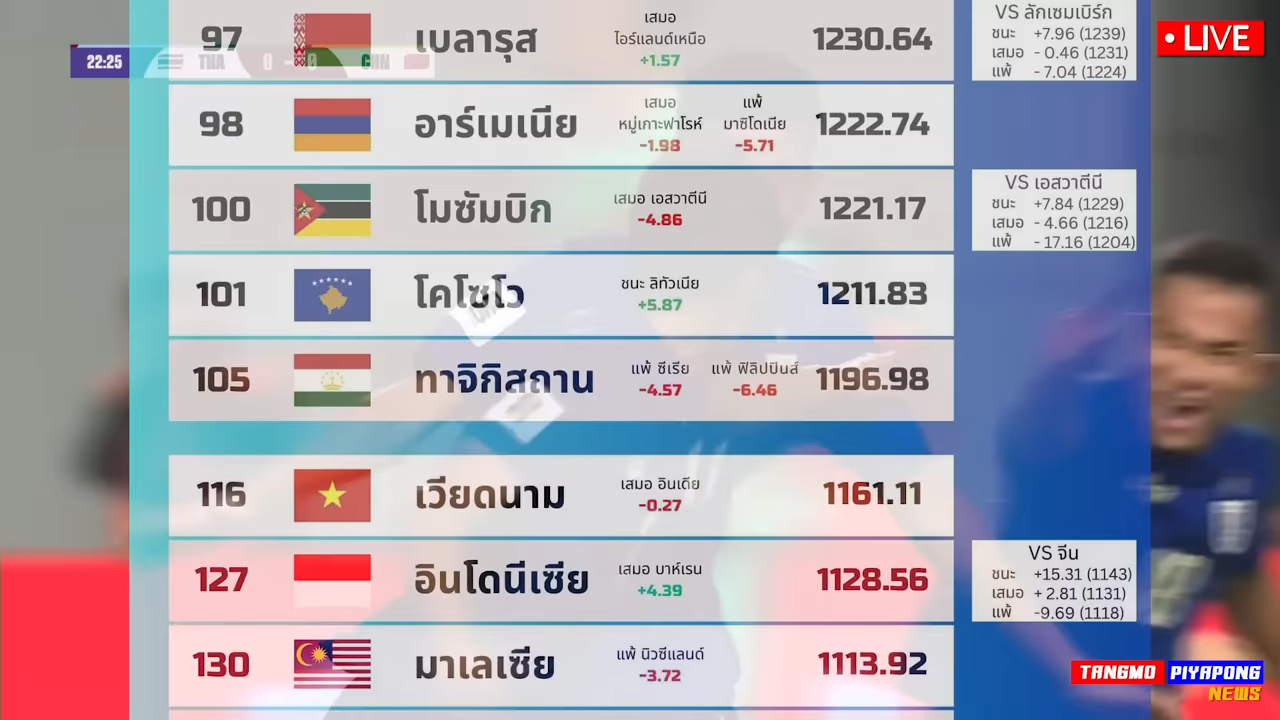 97 เบลารุส เสมอ ไอร์แลนด์เหนือ +1.57 1230.64
VS ลักเซมเบิร์ก
ชนะ +7.96 (1239)
เสมอ - 0.46 (1231)
แพ้ - 7.04 (1224)
• LIVE
22:25 THA 0 - 0 CHN
98 อาร์เมเนีย เสมอ หมู่เกาะฟาโรห์ -1.98 แพ้ มาซิโดเนีย -5.71 1222.74
100 โมซัมบิก เสมอ เอสวาตีนี -4.86 1221.17
VS เอสวาตีนี
ชนะ +7.84 (1229)
เสมอ - 4.66 (1216)
แพ้ - 17.16 (1204)
101 โคโซโว ชนะ ลิทัวเนีย +5.87 1211.83
105 ทาจิกิสถาน แพ้ ซีเรีย -4.57 แพ้ ฟิลิปปินส์ -6.46 1196.98
116 เวียดนาม เสมอ อินเดีย -0.27 1161.11
127 อินโดนีเซีย เสมอ บาห์เรน +4.39 1128.56
VS จีน
ชนะ +15.31 (1143)
เสมอ + 2.81 (1131)
แพ้ -9.69 (1118)
130 มาเลเซีย แพ้ นิวซีแลนด์ -3.72 1113.92
TANGMO PIYAPONG
NEWS